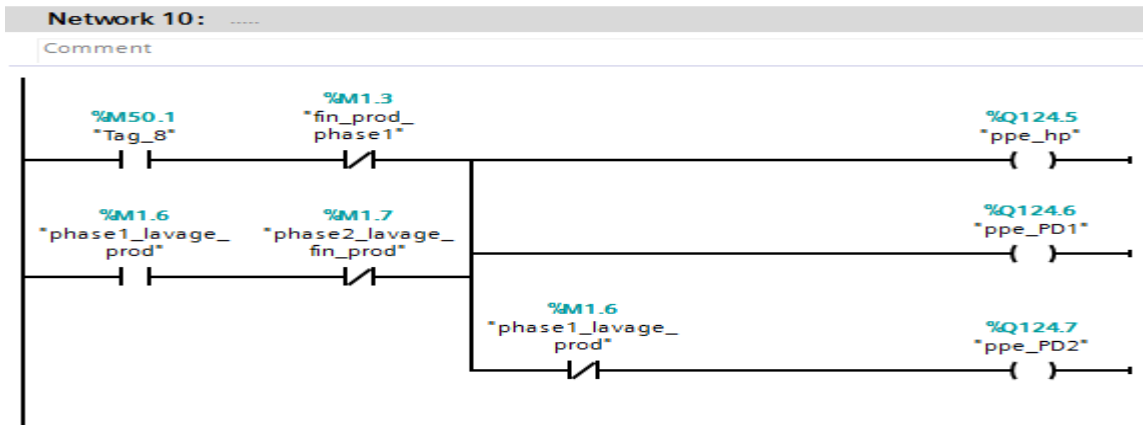 Network 10: .....
Comment
%M50.1
"Tag_8"
%M1.3
"fin_prod_
phase1"
%Q124.5
"ppe_hp"
%M1.6
"phase1_lavage_
prod"
%M1.7
"phase2_lavage_
fin_prod"
%Q124.6
"ppe_PD1"
%M1.6
"phase1_lavage_
prod"
%Q124.7
"ppe_PD2"